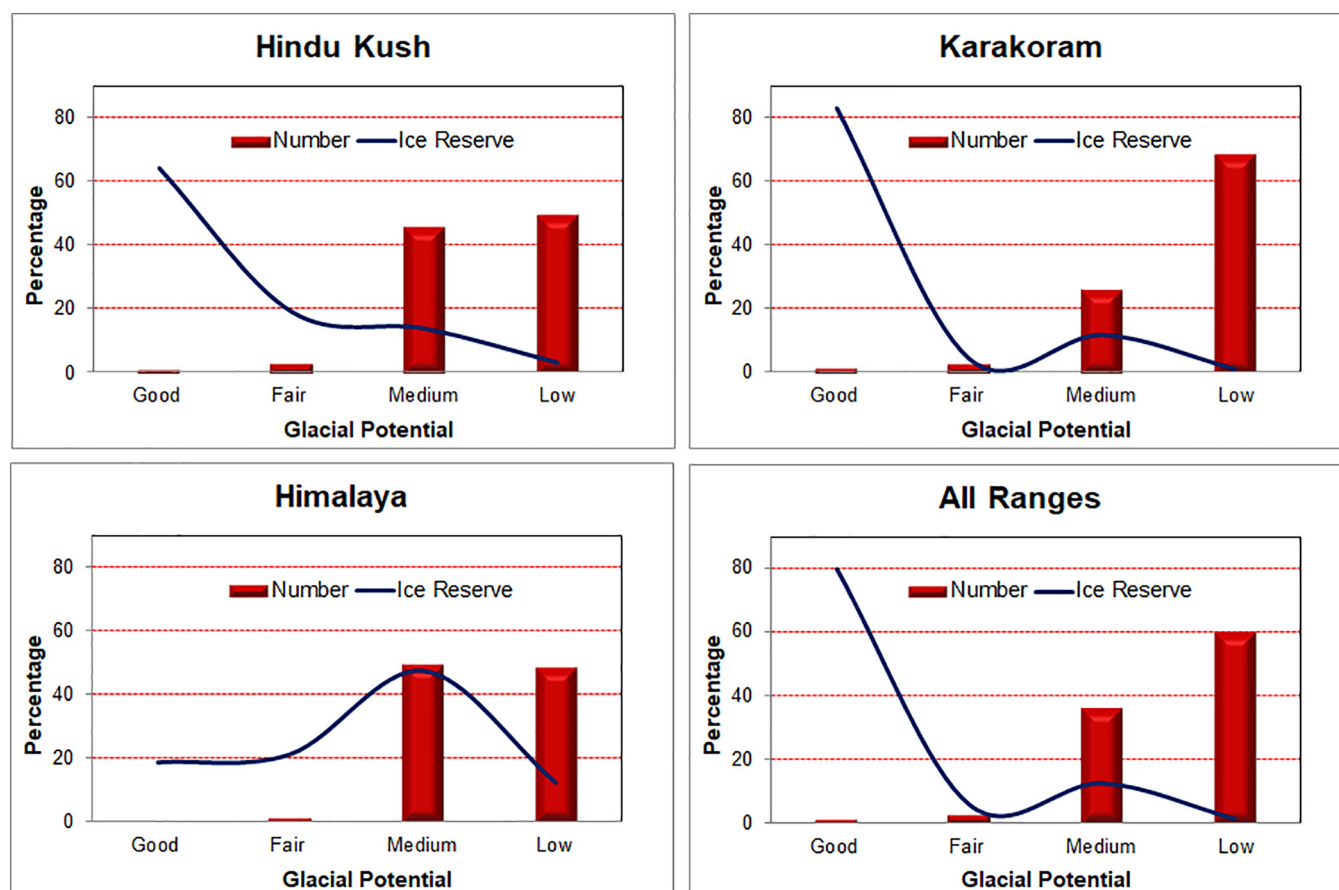 Hindu Kush
Percentage
80
60
40
20
0
Number Ice Reserve
Good Fair Medium Low
Glacial Potential
Karakoram
Percentage
80
60
40
20
0
Number Ice Reserve
Good Fair Medium Low
Glacial Potential
Himalaya
Percentage
80
60
40
20
0
Number Ice Reserve
Good Fair Medium Low
Glacial Potential
All Ranges
Percentage
80
60
40
20
0
Number Ice Reserve
Good Fair Medium Low
Glacial Potential